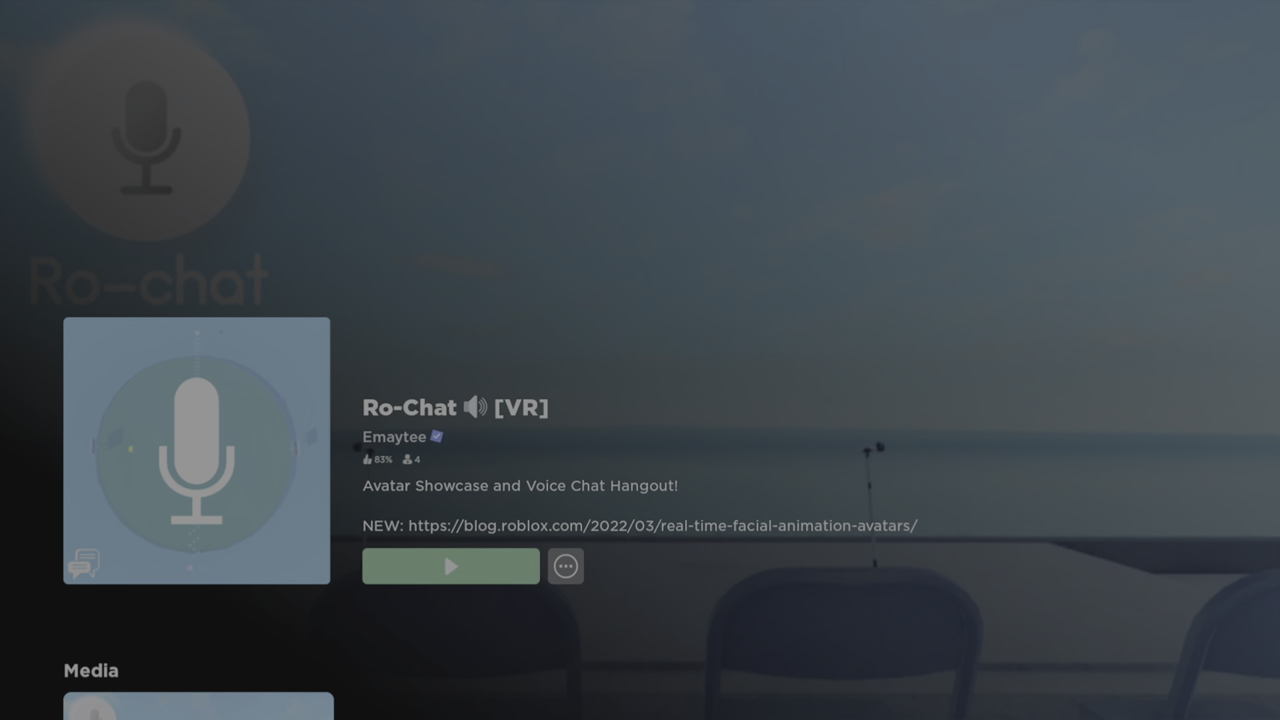 Ro-chat
Ro-Chat 🔊 [VR]
Emaytee
83% 4
Avatar Showcase and Voice Chat Hangout!
NEW: https://blog.roblox.com/2022/03/real-time-facial-animation-avatars/
Media